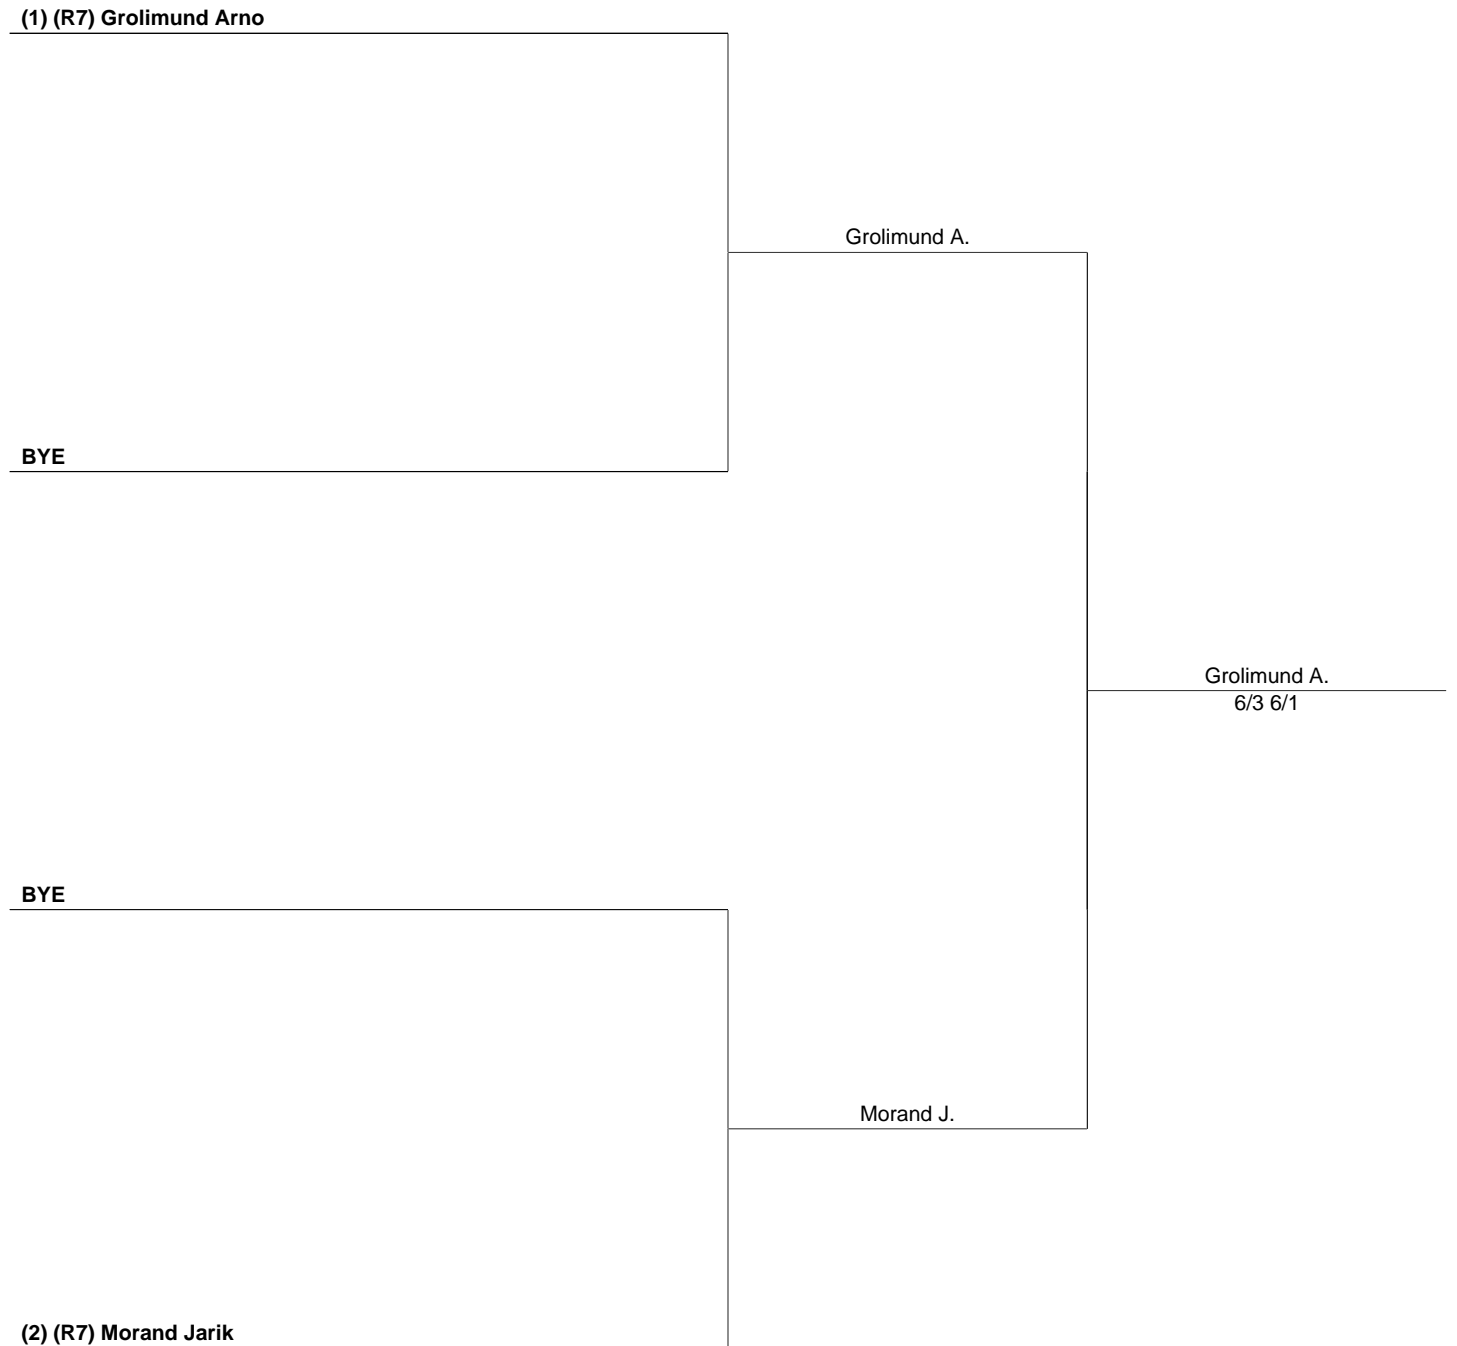 (1) (R7) Grolimund Arno
Grolimund A.
BYE
Grolimund A.
6/3 6/1
BYE
Morand J.
(2) (R7) Morand Jarik